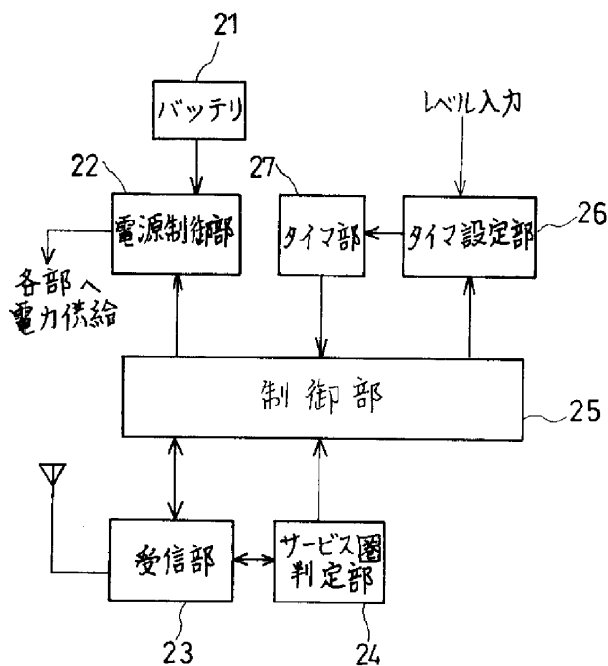 21
バッテリ
レベル入力
22
27
電源制御部
タイマ部
タイマ設定部
26
各部へ
電力供給
制御部
25
受信部
サービス圏
判定部
23
24